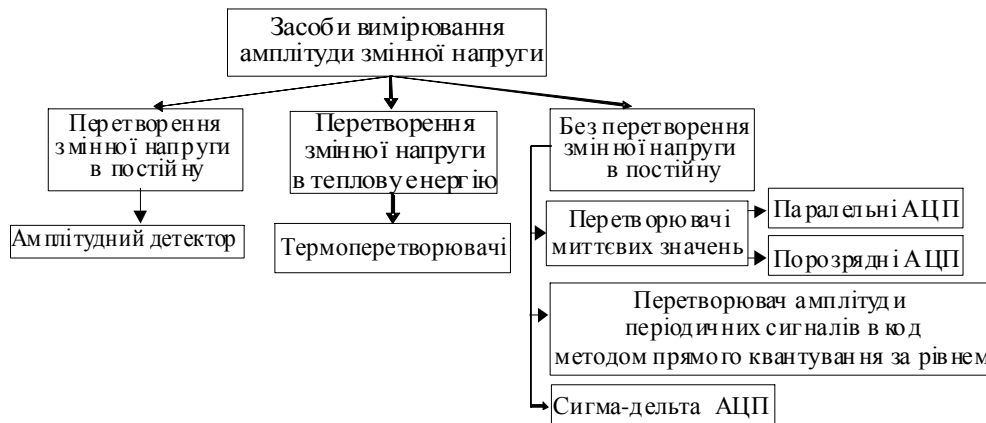 Засоби вимірювання
амплітуди змінної напруги
Перетворення
змінної напруги
в постійну
Амплітудний детектор
Перетворення
змінної напруги
в теплову енергію
Термоперетворювачі
Без перетворення
змінної напруги
в постійну
Перетворювачі
миттєвих значень
Паралельні АЦП
Порозрядні АЦП
Перетворювач амплітуди
періодичних сигналів в код
методом прямого квантування за рівнем
Сигма-дельта АЦП